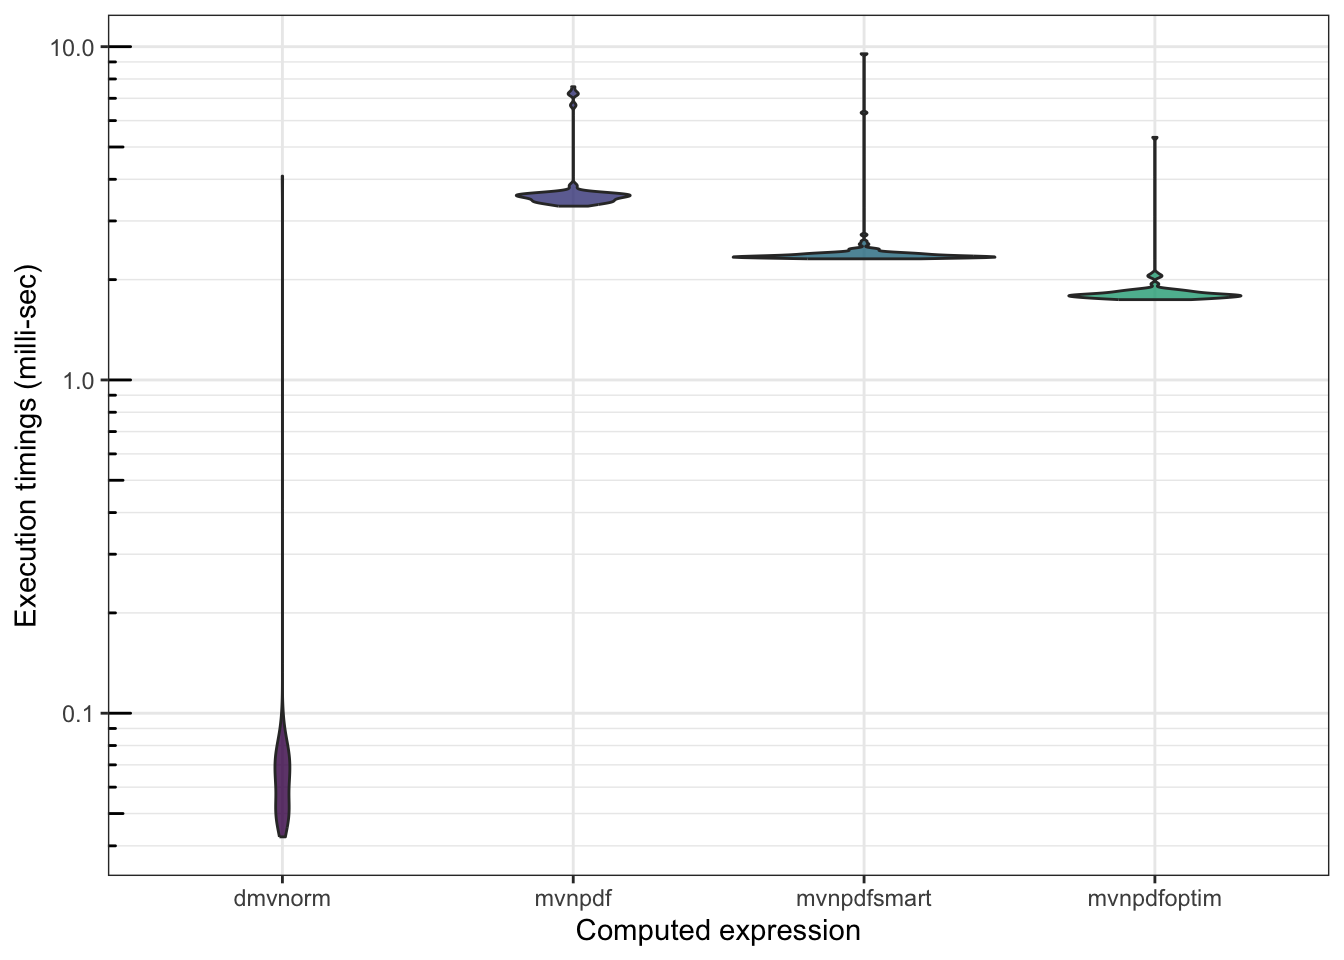 10.0
1.0
0.1
Execution timings (milli-sec)
dmvnorm
mvnpdf
mvnpdfsmart
mvnpdfoptim
Computed expression